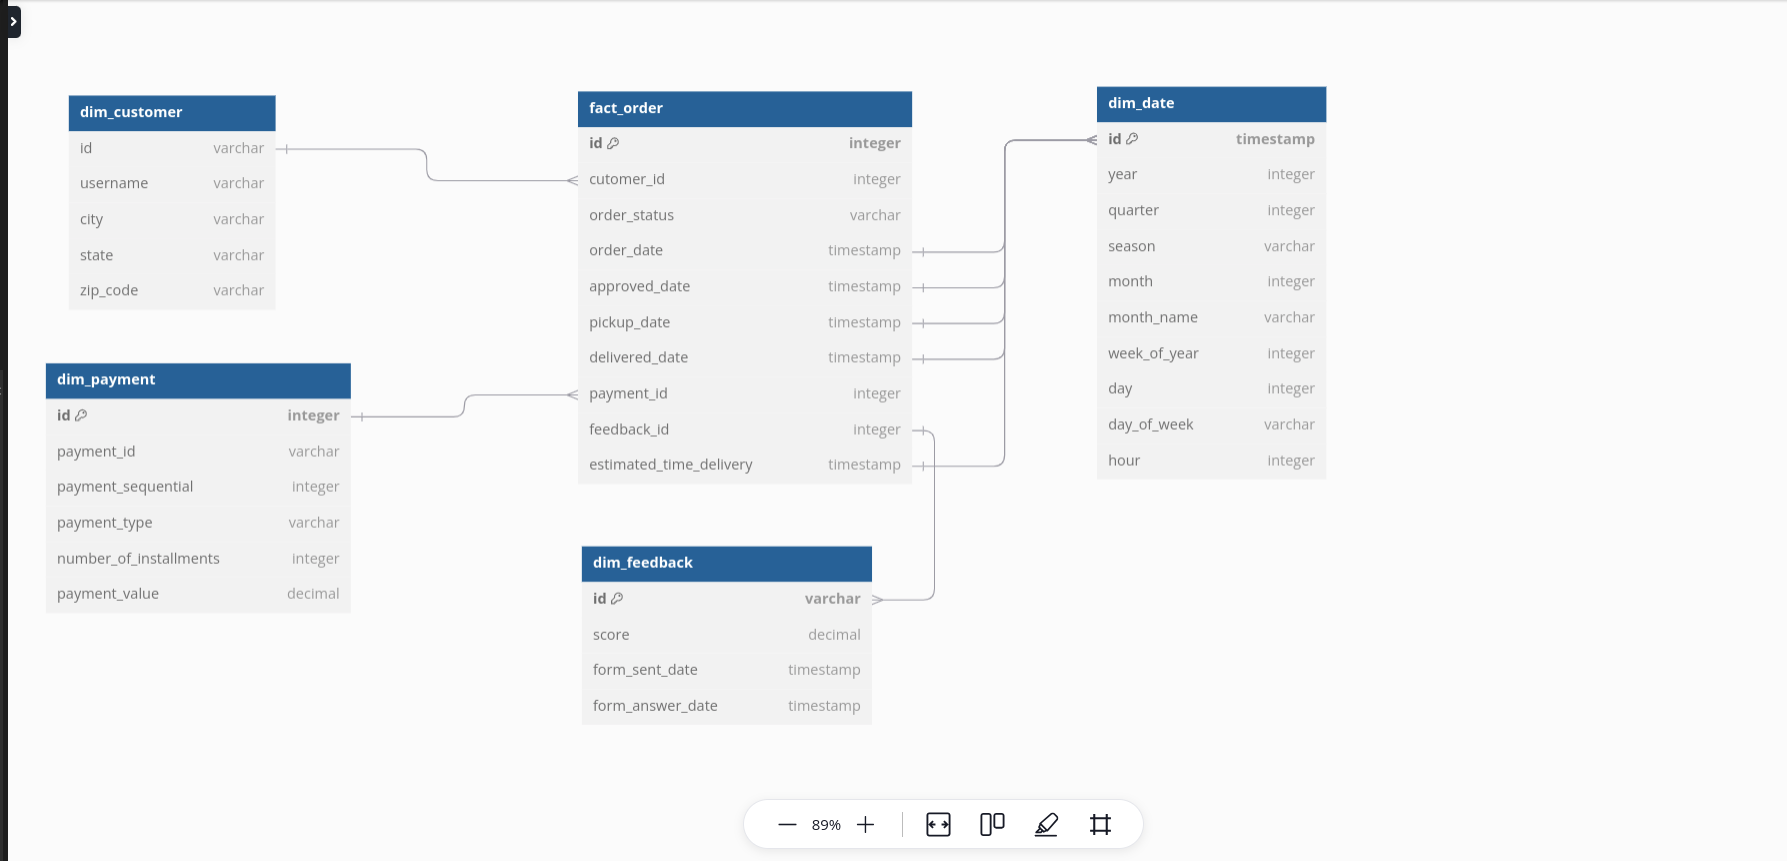 dim_customer
id varchar
username varchar
city varchar
state varchar
zip_code varchar
dim_payment
id integer
payment_id varchar
payment_sequential integer
payment_type varchar
number_of_installments integer
payment_value decimal
fact_order
id integer
cutomer_id integer
order_status varchar
order_date timestamp
approved_date timestamp
pickup_date timestamp
delivered_date timestamp
payment_id integer
feedback_id integer
estimated_time_delivery timestamp
dim_feedback
id varchar
score decimal
form_sent_date timestamp
form_answer_date timestamp
dim_date
id timestamp
year integer
quarter integer
season varchar
month integer
month_name varchar
week_of_year integer
day integer
day_of_week varchar
hour integer
89%